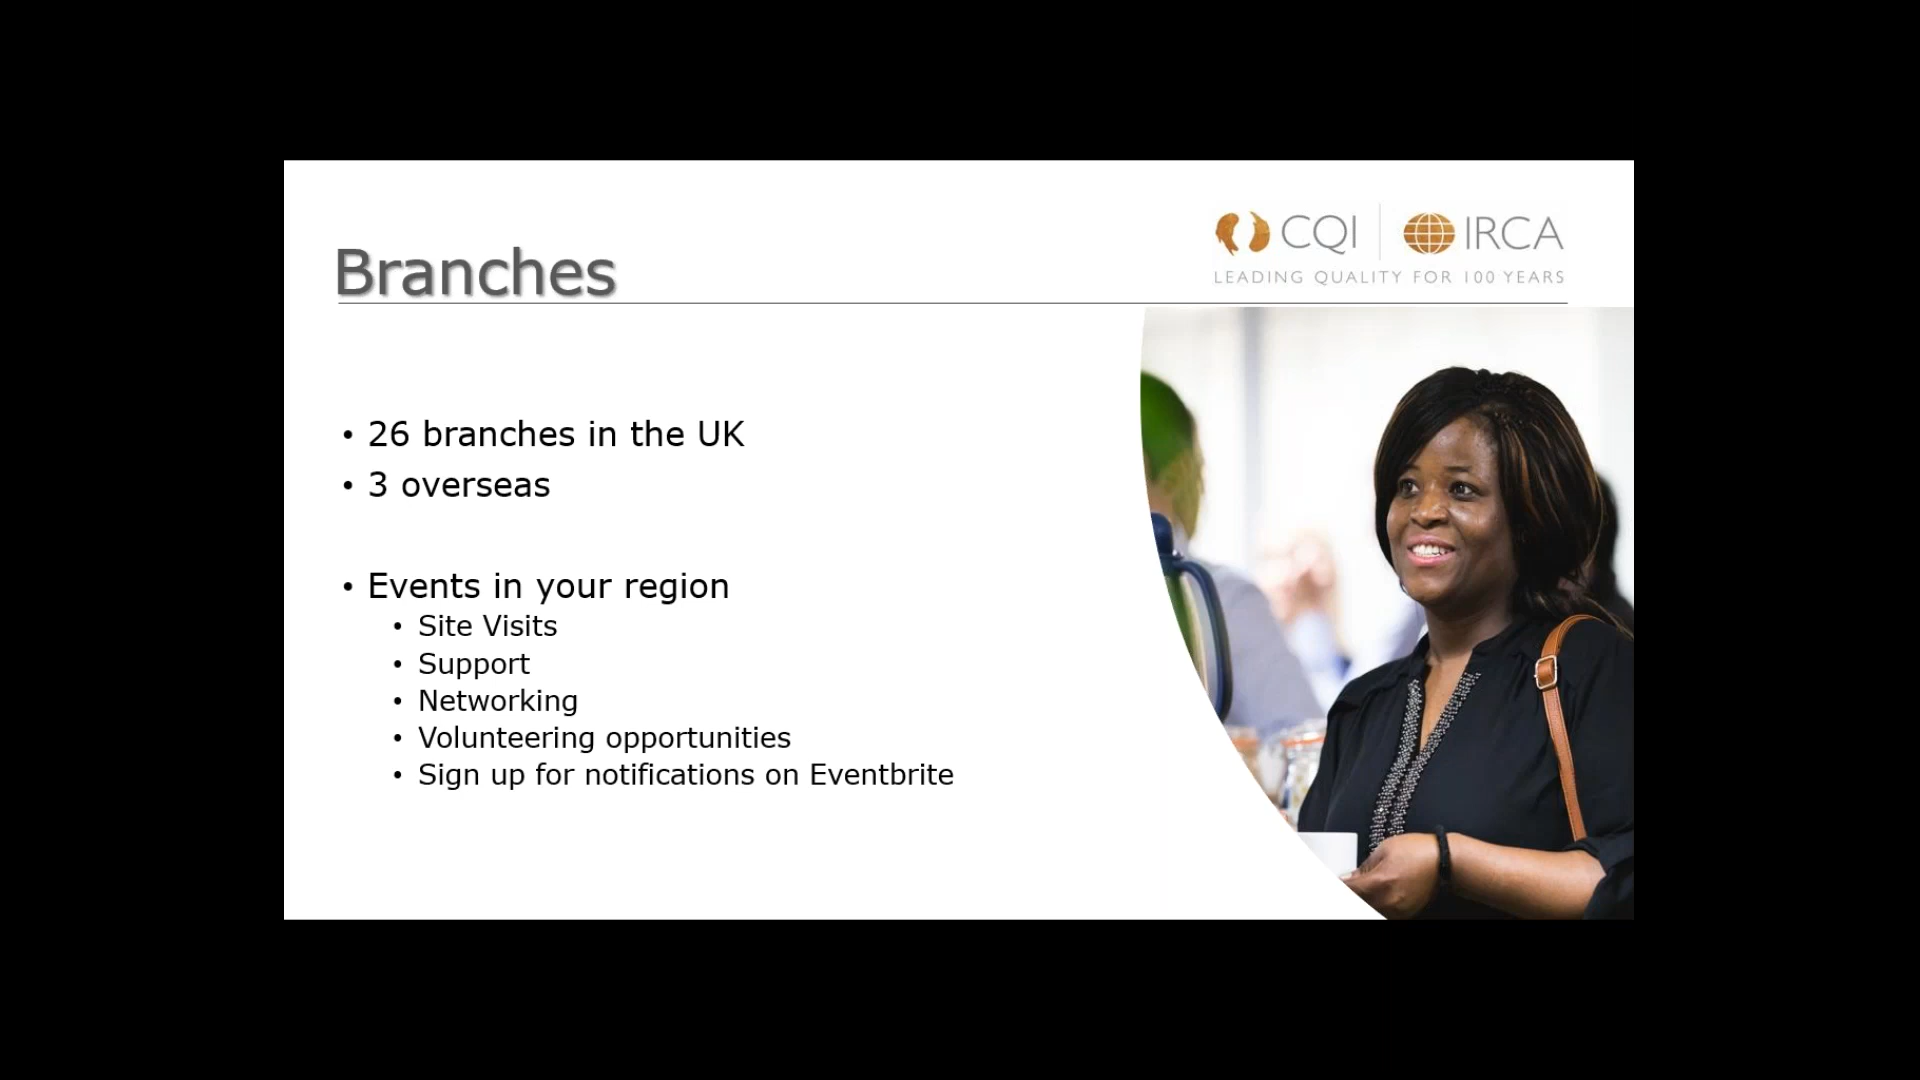 CQI IRCA
LEADING QUALITY FOR 100 YEARS
Branches
• 26 branches in the UK
• 3 overseas
• Events in your region
• Site Visits
• Support
• Networking
• Volunteering opportunities
• Sign up for notifications on Eventbrite